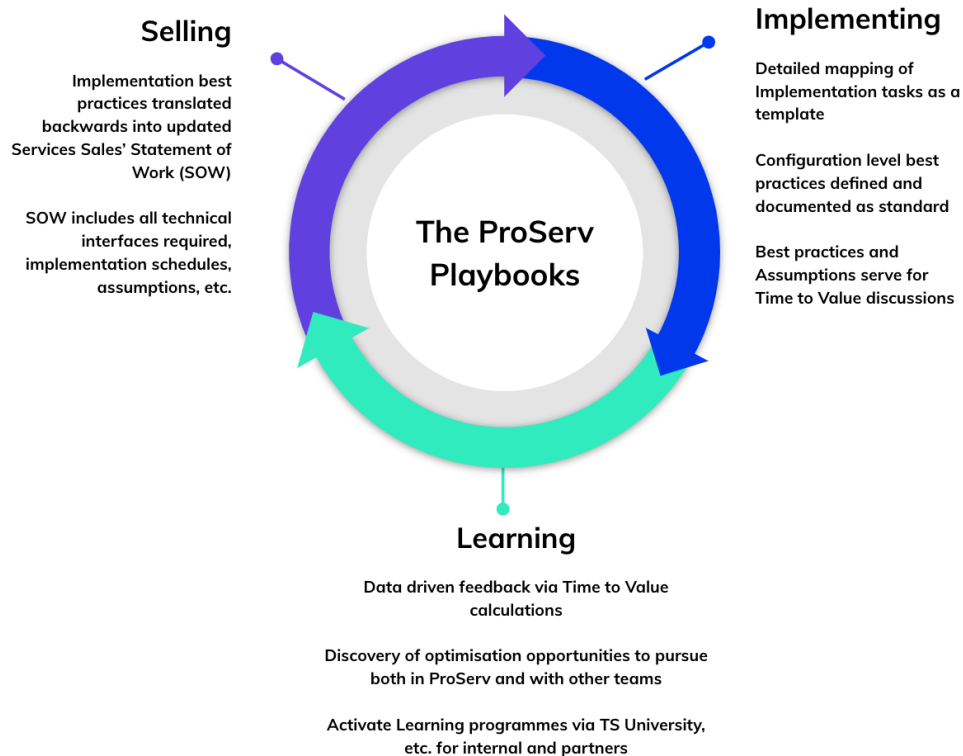 Selling
Implementation best
practices translated
backwards into updated
Services Sales’ Statement of
Work (SOW)
SOW includes all technical
interfaces required,
implementation schedules,
assumptions, etc.
Implementing
Detailed mapping of
Implementation tasks as a
template
Configuration level best
practices defined and
documented as standard
Best practices and
Assumptions serve for
Time to Value discussions
The ProServ
Playbooks
Learning
Data driven feedback via Time to Value
calculations
Discovery of optimisation opportunities to pursue
both in ProServ and with other teams
Activate Learning programmes via TS University,
etc. for internal and partners